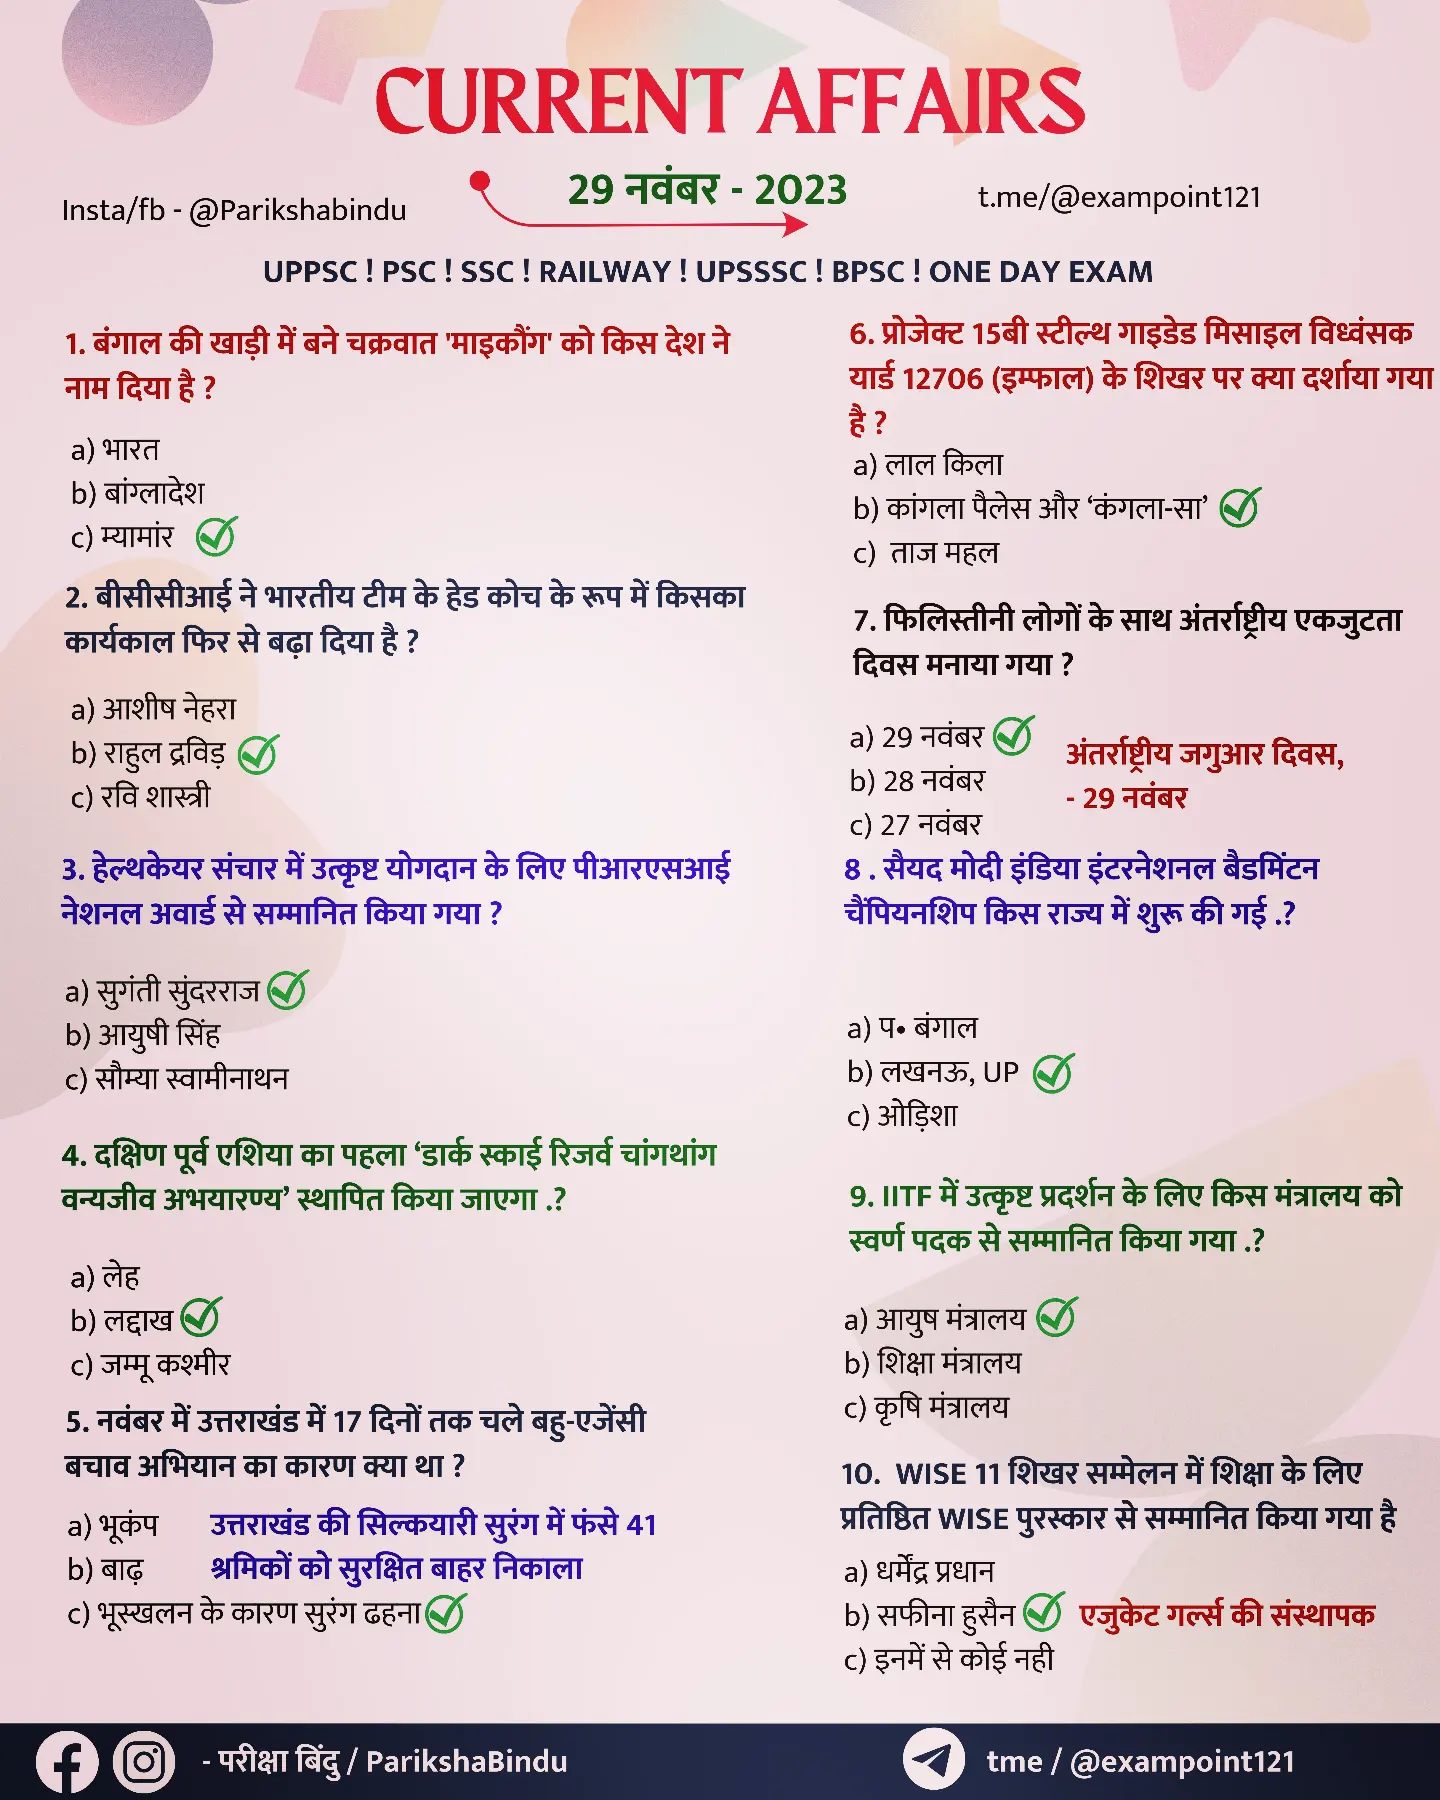 CURRENT AFFAIRS
29 नवंबर - 2023
Insta/fb - @Parikshabindu
t.me/@exampoint121
UPPSC ! PSC ! SSC ! RAILWAY ! UPSSSC ! BPSC ! ONE DAY EXAM
1. बंगाल की खाड़ी में बने चक्रवात 'माइकौंग' को किस देश ने
नाम दिया है ?
a) भारत
b) बांग्लादेश
c) म्यामांर
2. बीसीसीआई ने भारतीय टीम के हेड कोच के रूप में किसका
कार्यकाल फिर से बढ़ा दिया है ?
a) आशीष नेहरा
b) राहुल द्रविड़
c) रवि शास्त्री
3. हेल्थकेयर संचार में उत्कृष्ट योगदान के लिए पीआरएसआई
नेशनल अवार्ड से सम्मानित किया गया ?
a) सुगंती सुंदरराज
b) आयुषी सिंह
c) सौम्या स्वामीनाथन
4. दक्षिण पूर्व एशिया का पहला ‘डार्क स्काई रिजर्व चांगथांग
वन्यजीव अभयारण्य’ स्थापित किया जाएगा .?
a) लेह
b) लद्दाख
c) जम्मू कश्मीर
5. नवंबर में उत्तराखंड में 17 दिनों तक चले बहु-एजेंसी
बचाव अभियान का कारण क्या था ?
a) भूकंप
b) बाढ़
c) भूस्खलन के कारण सुरंग ढहना
उत्तराखंड की सिल्कयारी सुरंग में फंसे 41
श्रमिकों को सुरक्षित बाहर निकाला
6. प्रोजेक्ट 15बी स्टील्थ गाइडेड मिसाइल विध्वंसक
यार्ड 12706 (इम्फाल) के शिखर पर क्या दर्शाया गया
है ?
a) लाल किला
b) कांगला पैलेस और ‘कंगला-सा’
c) ताज महल
7. फिलिस्तीनी लोगों के साथ अंतर्राष्ट्रीय एकजुटता
दिवस मनाया गया ?
a) 29 नवंबर
b) 28 नवंबर
c) 27 नवंबर
अंतर्राष्ट्रीय जगुआर दिवस,
- 29 नवंबर
8 . सैयद मोदी इंडिया इंटरनेशनल बैडमिंटन
चैंपियनशिप किस राज्य में शुरू की गई .?
a) प• बंगाल
b) लखनऊ, UP
c) ओड़िशा
9. IITF में उत्कृष्ट प्रदर्शन के लिए किस मंत्रालय को
स्वर्ण पदक से सम्मानित किया गया .?
a) आयुष मंत्रालय
b) शिक्षा मंत्रालय
c) कृषि मंत्रालय
10. WISE 11 शिखर सम्मेलन में शिक्षा के लिए
प्रतिष्ठित WISE पुरस्कार से सम्मानित किया गया है
a) धर्मेंद्र प्रधान
b) सफीना हुसैन
c) इनमें से कोई नही
एजुकेट गर्ल्स की संस्थापक
- परीक्षा बिंदु / ParikshaBindu
tme / @exampoint121